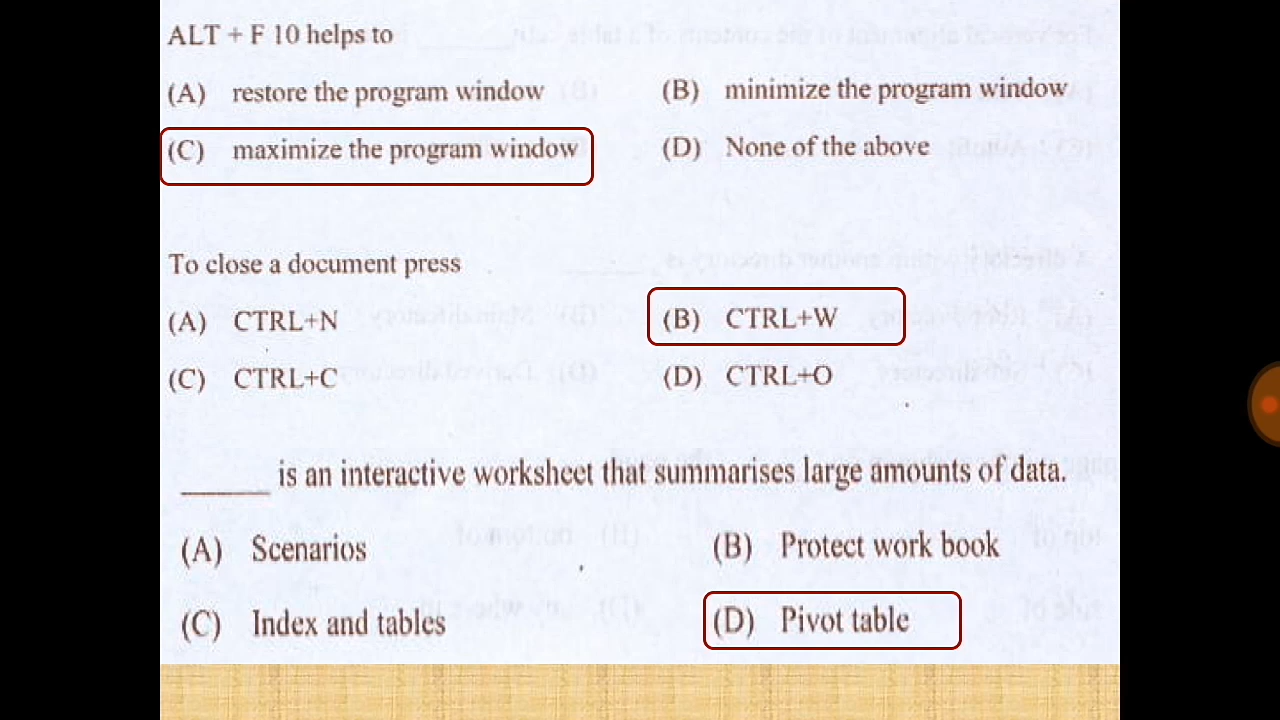 ALT + F 10 helps to
(A) restore the program window (B) minimize the program window
(C) maximize the program window (D) None of the above
To close a document press
(A) CTRL+N (B) CTRL+W
(C) CTRL+C (D) CTRL+O
______ is an interactive worksheet that summarises large amounts of data.
(A) Scenarios (B) Protect work book
(C) Index and tables (D) Pivot table